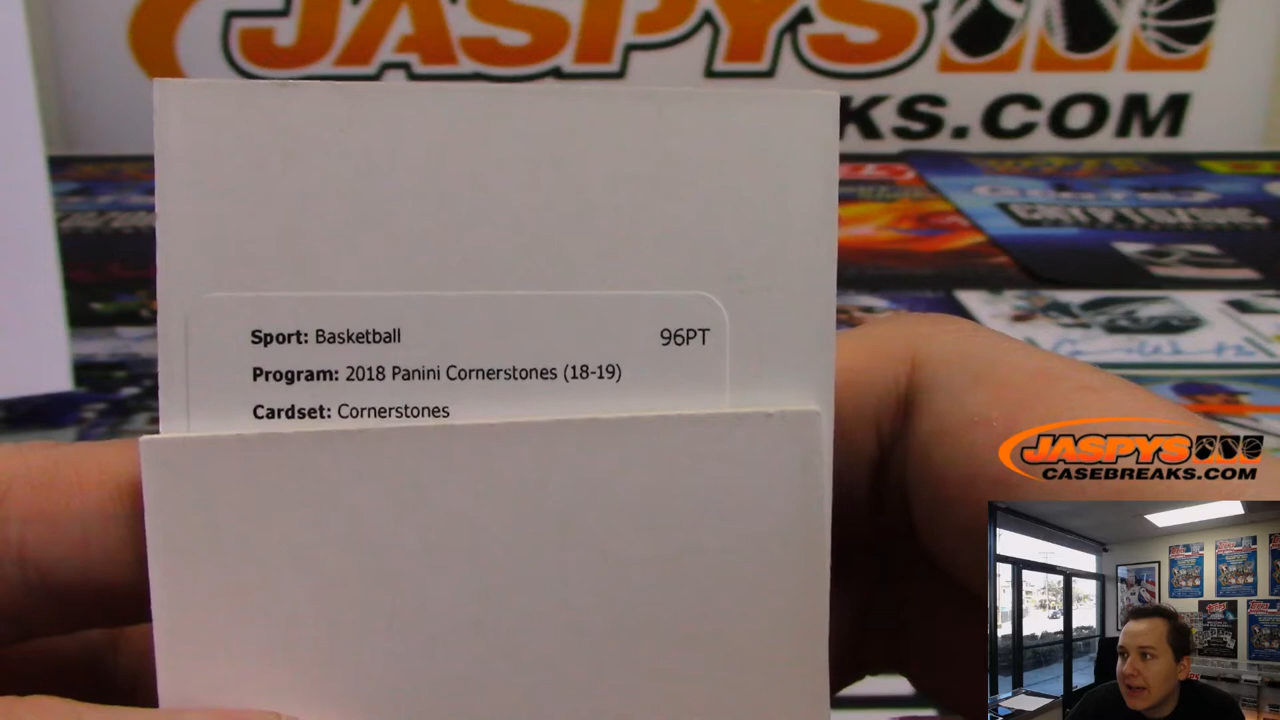 JASPYS
KS.COM
Sport: Basketball 96PT
Program: 2018 Panini Cornerstones (18-19)
Cardset: Cornerstones
JASPYS
CASEBREAKS.COM